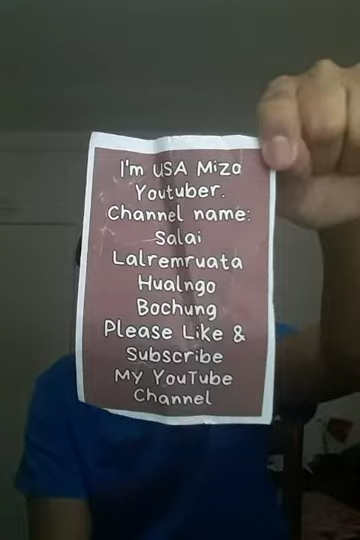 I'm USA Mizo
Youtuber.
Channel name:
Salai
Lalremruata
Hualngo
Bochung
Please Like &
Subscribe
My YouTube
Channel